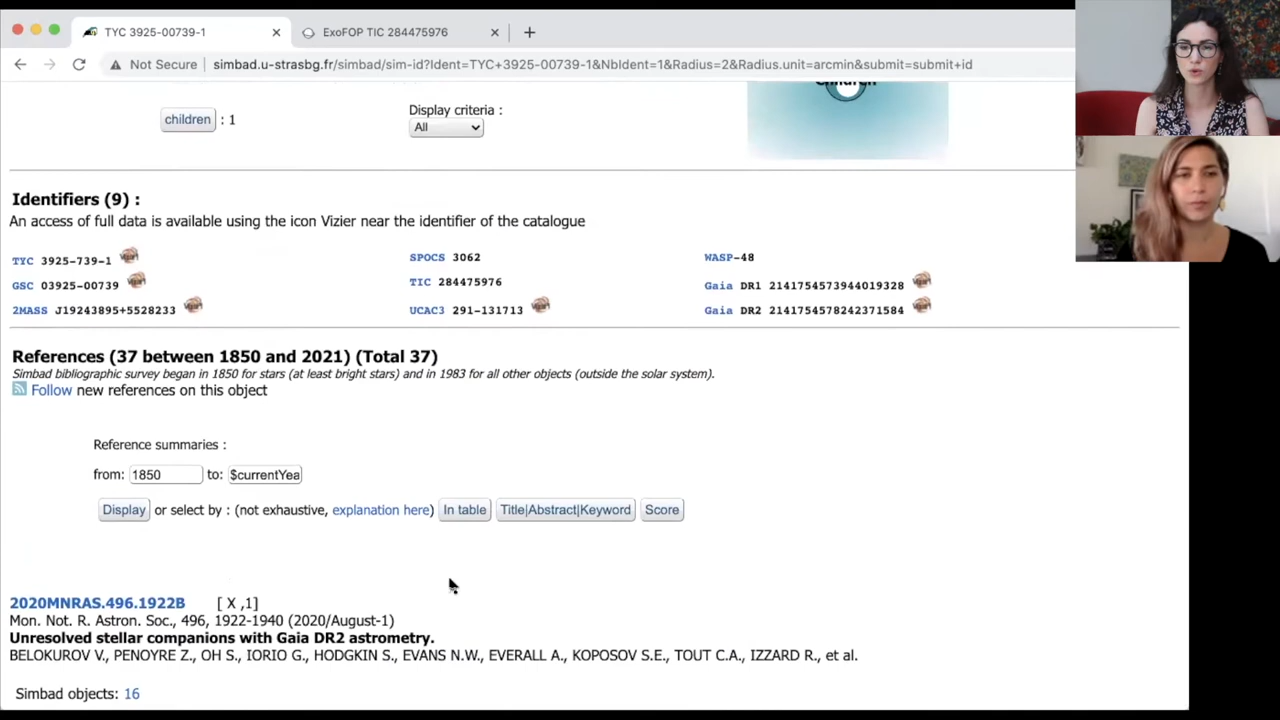 TYC 3925-00739-1
ExoFOP TIC 284475976
Not Secure simbad.u-strasbg.fr/simbad/sim-id?Ident=TYC+3925-00739-1&NbIdent=1&Radius=2&Radius.unit=arcmin&submit=submit+id
Children
Display criteria :
children : 1
All
Identifiers (9) :
An access of full data is available using the icon Vizier near the identifier of the catalogue
TYC 3925-739-1 SPOCS 3062 WASP-48
GSC 03925-00739 TIC 284475976 Gaia DR1 2141754573944019328
2MASS J19243895+5528233 UCAC3 291-131713 Gaia DR2 2141754578242371584
References (37 between 1850 and 2021) (Total 37)
Simbad bibliographic survey began in 1850 for stars (at least bright stars) and in 1983 for all other objects (outside the solar system).
Follow new references on this object
Reference summaries :
from: 1850 to: $currentYea
Display or select by : (not exhaustive, explanation here) In table Title|Abstract|Keyword Score
2020MNRAS.496.1922B [ X ,1]
Mon. Not. R. Astron. Soc., 496, 1922-1940 (2020/August-1)
Unresolved stellar companions with Gaia DR2 astrometry.
BELOKUROV V., PENOYRE Z., OH S., IORIO G., HODGKIN S., EVANS N.W., EVERALL A., KOPOSOV S.E., TOUT C.A., IZZARD R., et al.
Simbad objects: 16